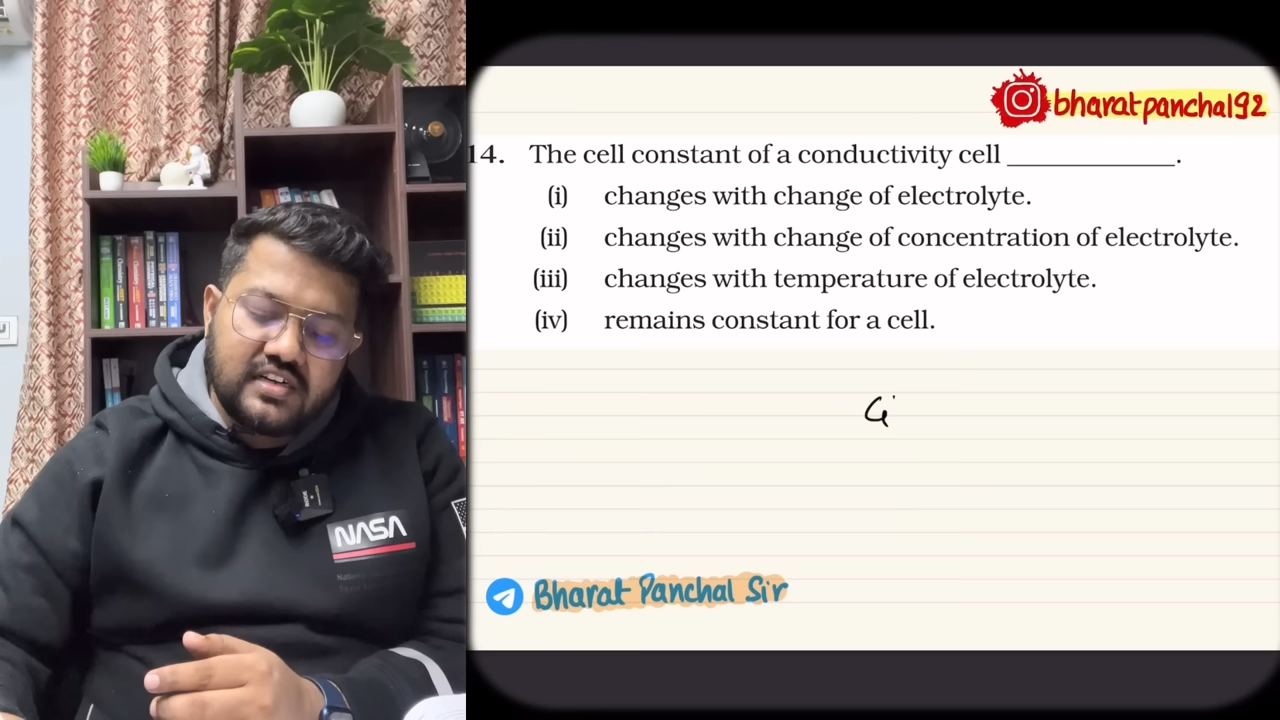 bharatpanchal92
14. The cell constant of a conductivity cell ____________.
(i) changes with change of electrolyte.
(ii) changes with change of concentration of electrolyte.
(iii) changes with temperature of electrolyte.
(iv) remains constant for a cell.
G
NASA
Bharat Panchal Sir